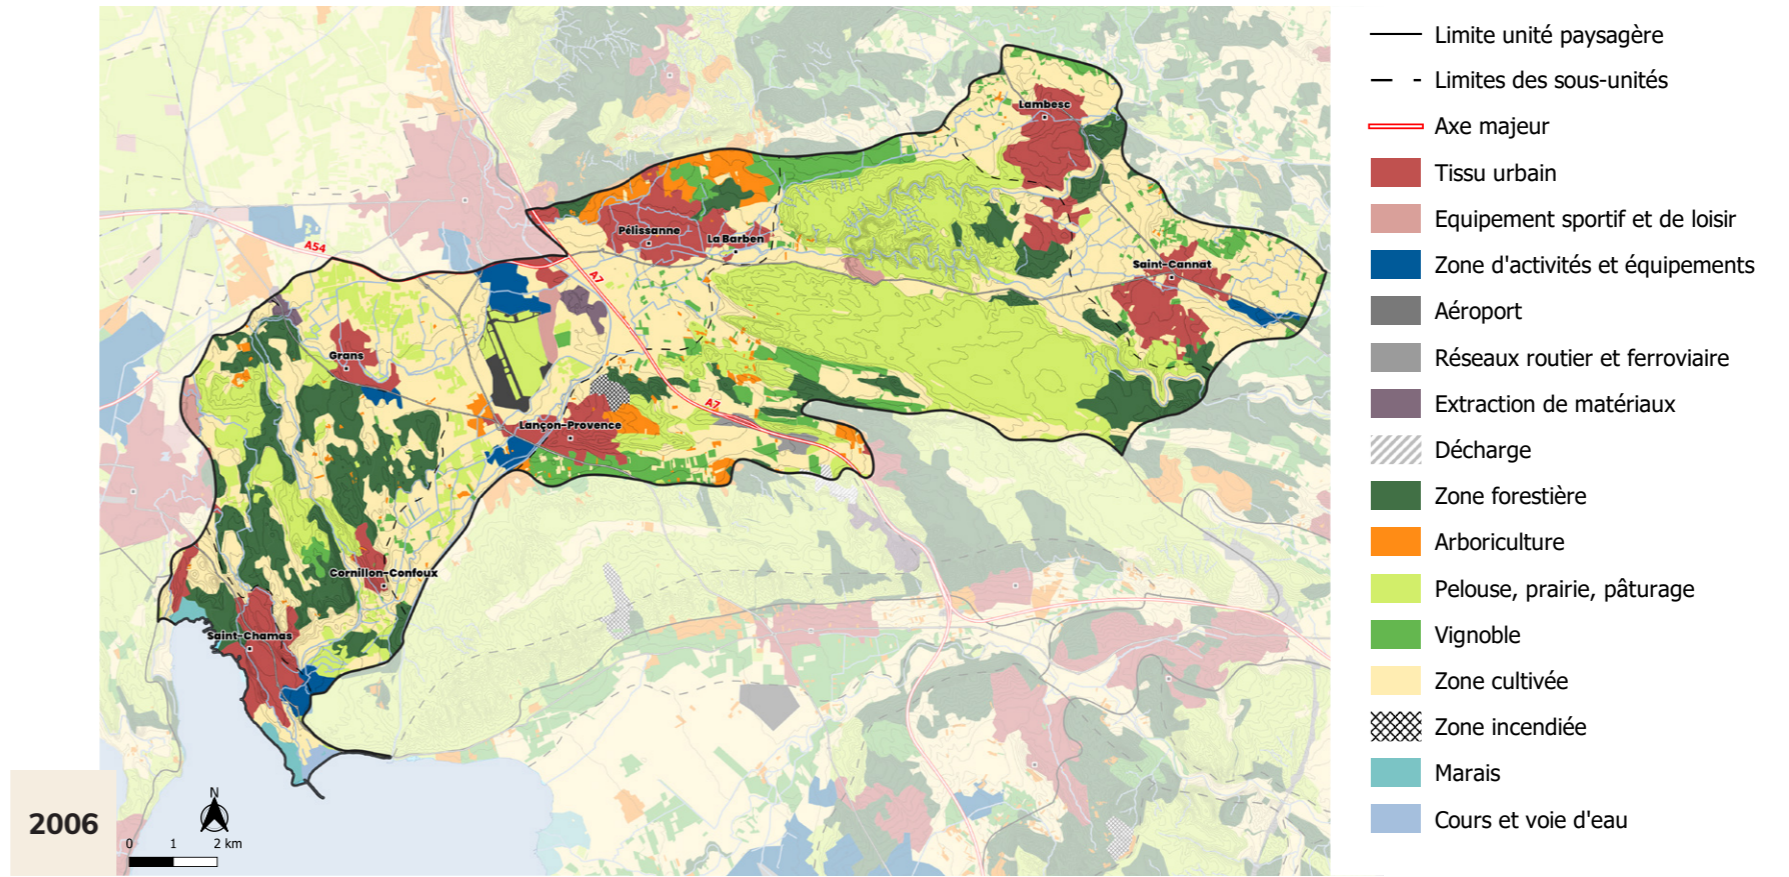 Lambesc
Pélissanne
La Barben
A54
A7
Saint-Cannat
Grans
A7
Lançon-Provence
Cornillon-Confoux
Saint-Chamas
2006
N
0 1 2 km
Limite unité paysagère
Limites des sous-unités
Axe majeur
Tissu urbain
Equipement sportif et de loisir
Zone d'activités et équipements
Aéroport
Réseaux routier et ferroviaire
Extraction de matériaux
Décharge
Zone forestière
Arboriculture
Pelouse, prairie, pâturage
Vignoble
Zone cultivée
Zone incendiée
Marais
Cours et voie d'eau